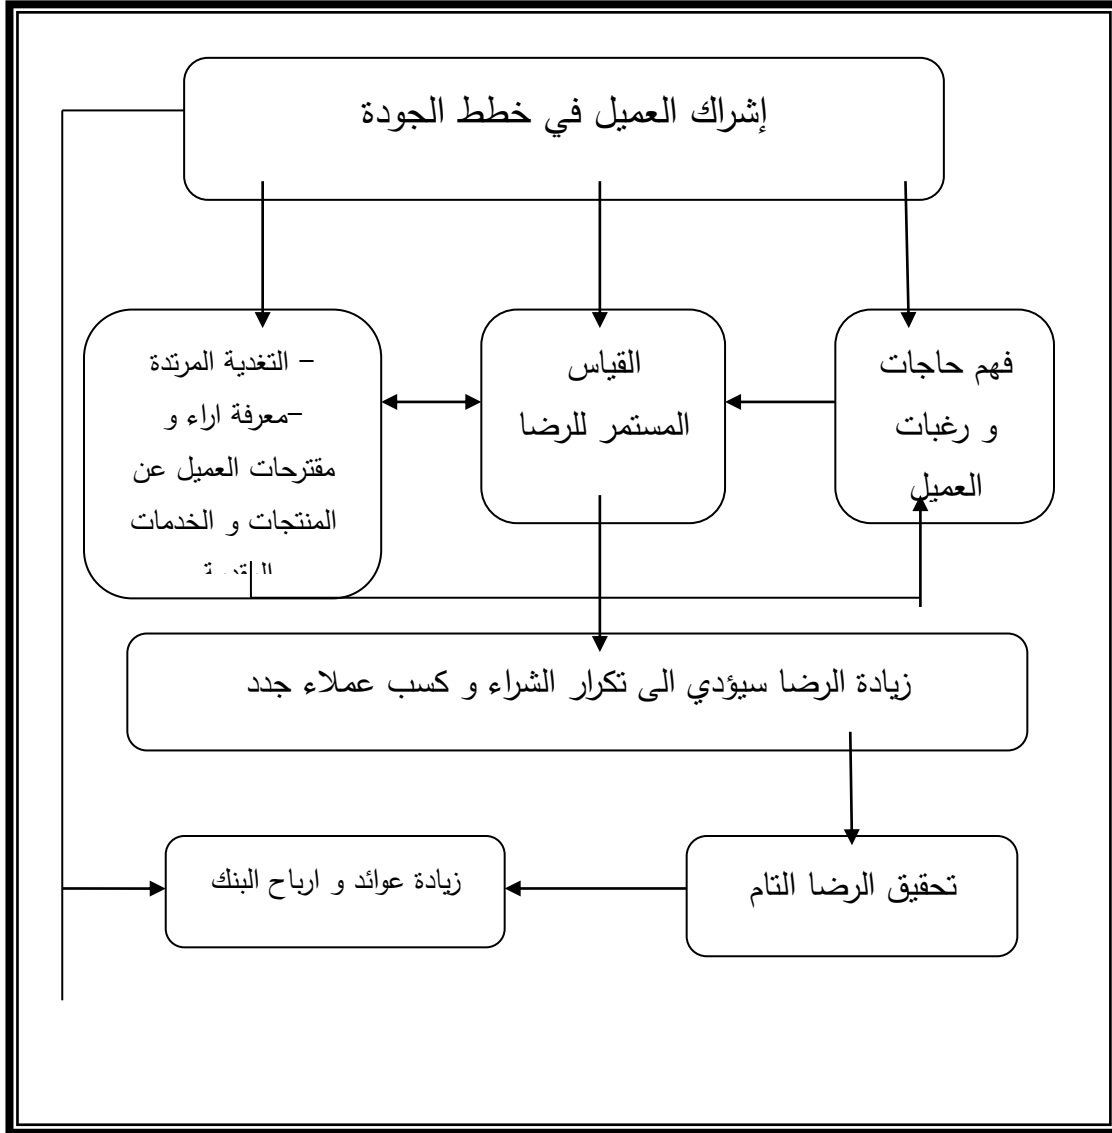 إشراك العميل في خطط الجودة
فهم حاجات
و رغبات
العميل
القياس
المستمر للرضا
– التغدية المرتدة
–معرفة اراء و
مقترحات العميل عن
المنتجات و الخدمات
زيادة الرضا سيؤدي الى تكرار الشراء و كسب عملاء جدد
تحقيق الرضا التام
زيادة عوائد و ارباح البنك